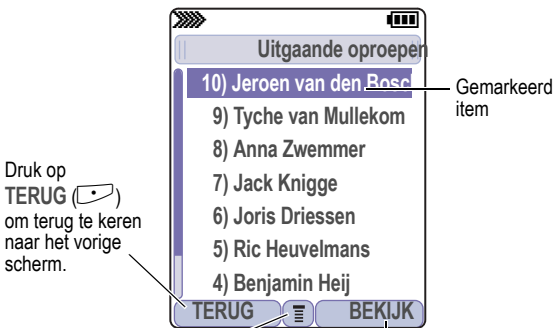 Uitgaande oproepen
10) Jeroen van den Bosc
9) Tyche van Mullekom
8) Anna Zwemmer
7) Jack Knigge
6) Joris Driessen
5) Ric Heuvelmans
4) Benjamin Heij
TERUG
BEKIJK
Gemarkeerd
item
Druk op
TERUG ( )
om terug te keren
naar het vorige
scherm.